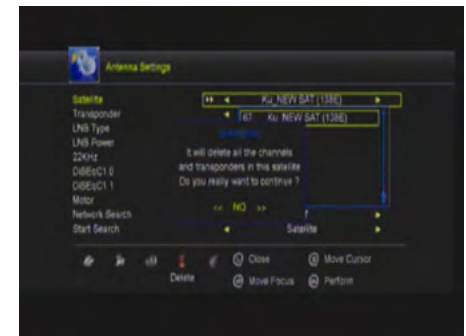 Antenna Settings
Satellite
Ku_NEW SAT (138E)
Transponder
67 Ku_NEW SAT (138E)
LNB Type
LNB Power
22KHz
DiSEqC1.0
DiSEqC1.1
Motor
Network Search
Start Search
It will delete all the channels
and transponders in this satellite
Do you really want to continue ?
<< NO >>
Satellite
Delete
Close
Move Cursor
Move Focus
Perform